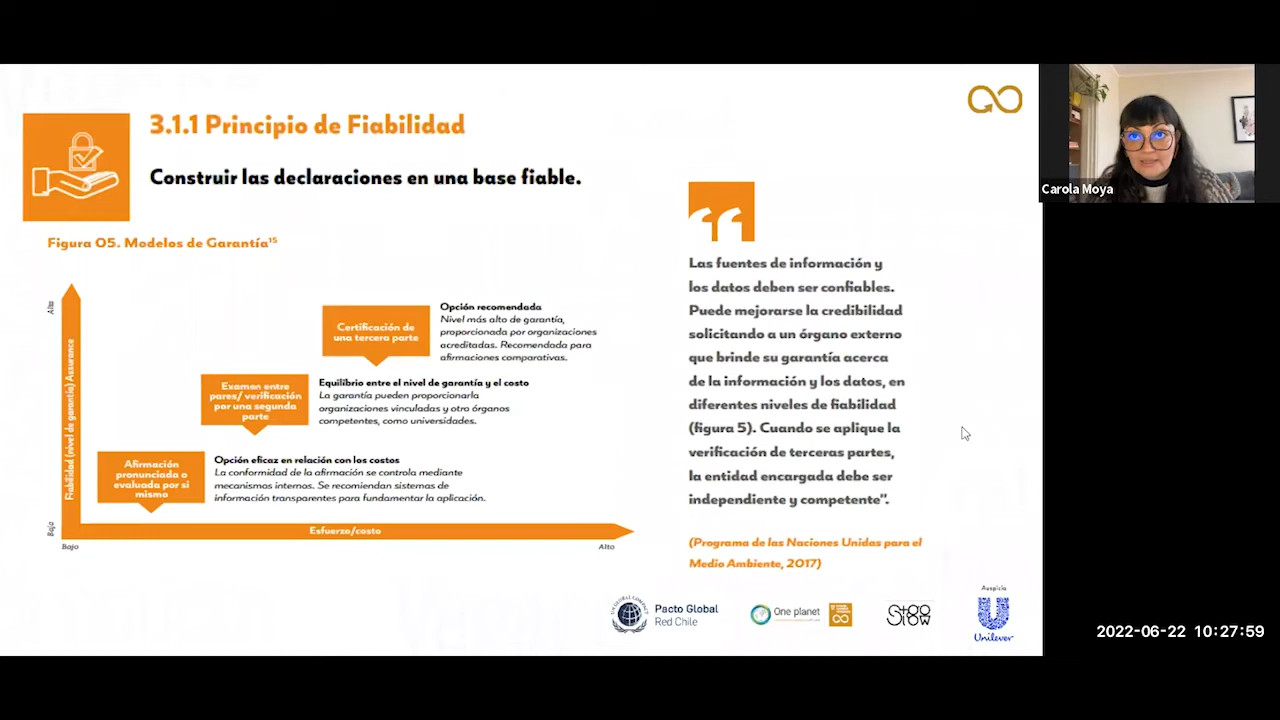 3.1.1 Principio de Fiabilidad
Construir las declaraciones en una base fiable.
Figura 05. Modelos de Garantía¹⁵
Alto
Fiabilidad (nivel de garantía) Assurance
Bajo
Certificación de
una tercera parte
Opción recomendada
Nivel más alto de garantía,
proporcionada por organizaciones
acreditadas. Recomendada para
afirmaciones comparativas.
Examen entre
pares/ verificación
por una segunda
parte
Equilibrio entre el nivel de garantía y el costo
La garantía pueden proporcionarla
organizaciones vinculadas y otro órganos
competentes, como universidades.
Afirmación
pronunciada o
evaluada por si
mismo
Opción eficaz en relación con los costos
La conformidad de la afirmación se controla mediante
mecanismos internos. Se recomiendan sistemas de
información transparentes para fundamentar la aplicación.
Esfuerzo/costo
Bajo
Alto
Las fuentes de información y
los datos deben ser confiables.
Puede mejorarse la credibilidad
solicitando a un órgano externo
que brinde su garantía acerca
de la información y los datos, en
diferentes niveles de fiabilidad
(figura 5). Cuando se aplique la
verificación de terceras partes,
la entidad encargada debe ser
independiente y competente”.
(Programa de las Naciones Unidas para el
Medio Ambiente, 2017)
Pacto Global
Red Chile
One planet
Auspicia
Unilever
Carola Moya
2022-06-22 10:27:59